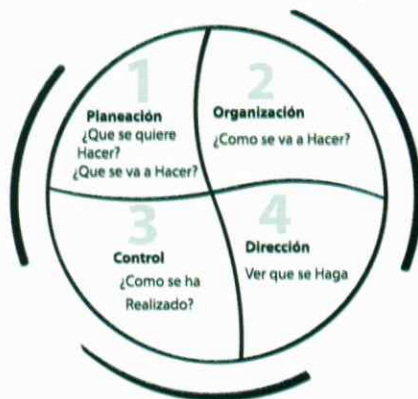 1
Planeación
¿Que se quiere
Hacer?
¿Que se va a Hacer?
2
Organización
¿Como se va a Hacer?
3
Control
¿Como se ha
Realizado?
4
Dirección
Ver que se Haga